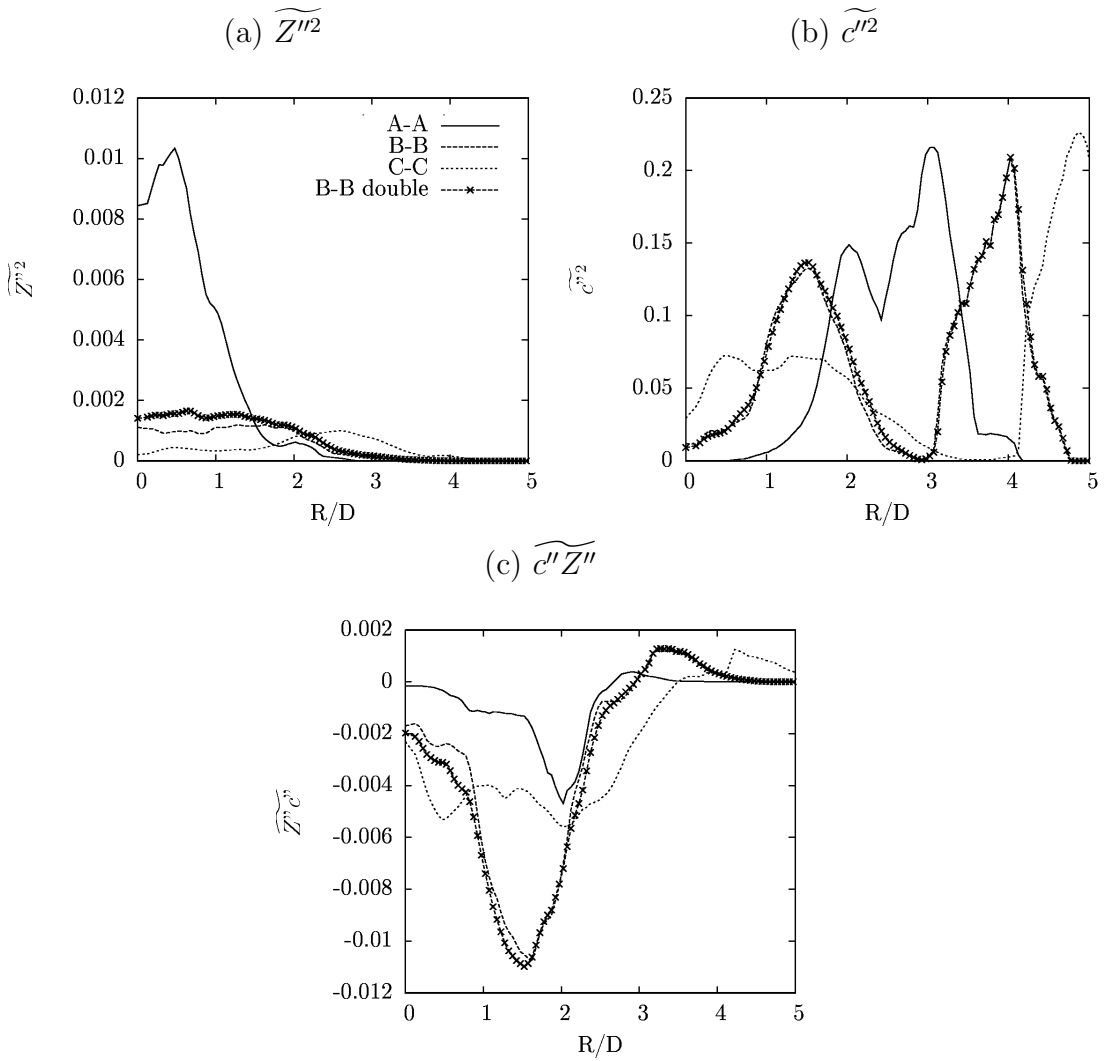 (a) \widetilde{Z''^2}
(b) \widetilde{c''^2}
0.012
0.01
0.008
0.006
0.004
0.002
0
\widetilde{Z}''^2
A-A
B-B
C-C
B-B double
0 1 2 3 4 5
R/D
0.25
0.2
0.15
0.1
0.05
0
\widetilde{c}''^2
0 1 2 3 4 5
R/D
(c) \widetilde{c''Z''}
0.002
0
-0.002
-0.004
-0.006
-0.008
-0.01
-0.012
\widetilde{Z''c''}
0 1 2 3 4 5
R/D